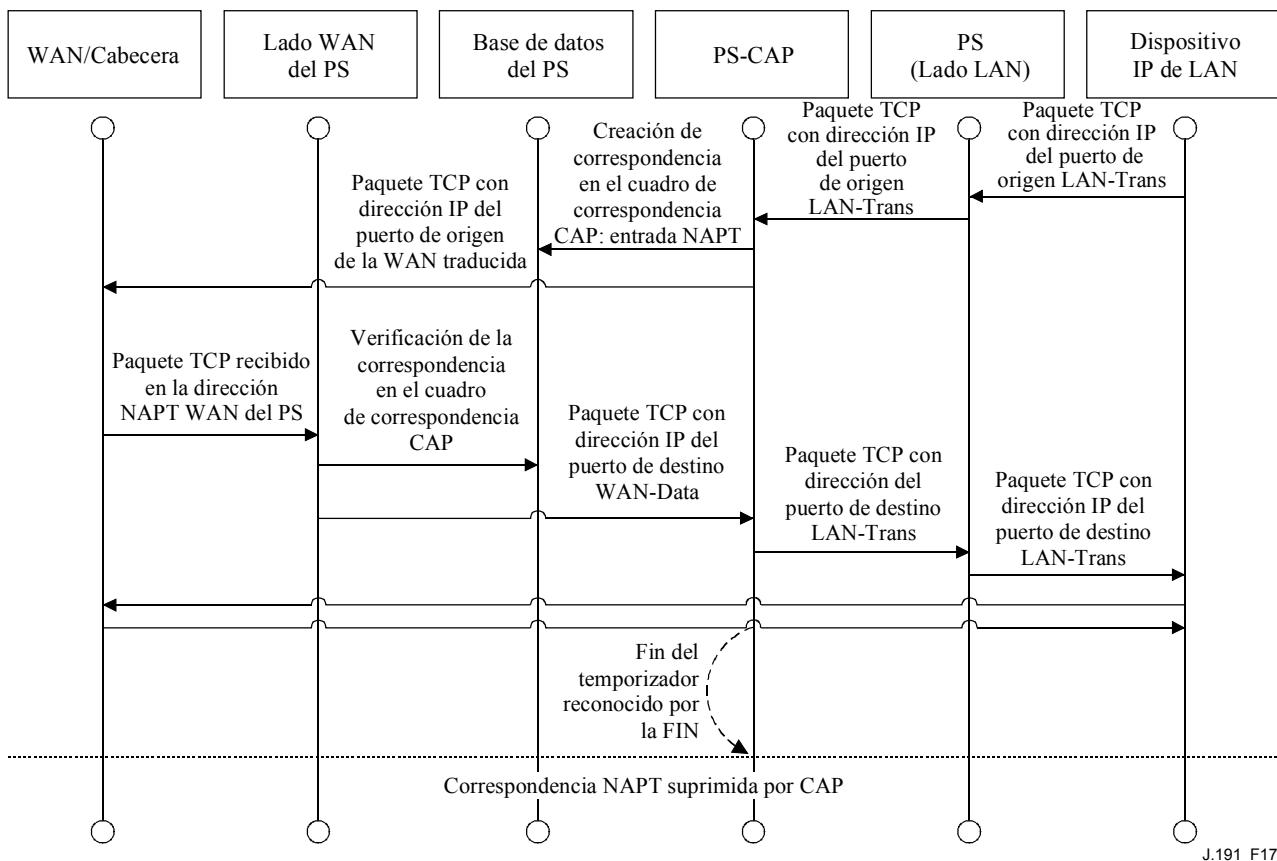 WAN/Cabecera
Lado WAN
del PS
Base de datos
del PS
PS-CAP
PS
(Lado LAN)
Dispositivo
IP de LAN
Paquete TCP
con dirección IP
del puerto de
origen LAN-Trans
Paquete TCP
con dirección IP
del puerto
de origen
LAN-Trans
Creación de
correspondencia
en el cuadro de
correspondencia
CAP: entrada NAPT
Paquete TCP con
dirección IP del
puerto de origen
de la WAN traducida
Paquete TCP recibido
en la dirección
NAPT WAN del PS
Verificación de la
correspondencia
en el cuadro
de correspondencia
CAP
Paquete TCP con
dirección IP del
puerto de destino
WAN-Data
Paquete TCP con
dirección del
puerto de destino
LAN-Trans
Paquete TCP con
dirección IP del
puerto de destino
LAN-Trans
Fin del
temporizador
reconocido por
la FIN
Correspondencia NAPT suprimida por CAP
J.191_F17